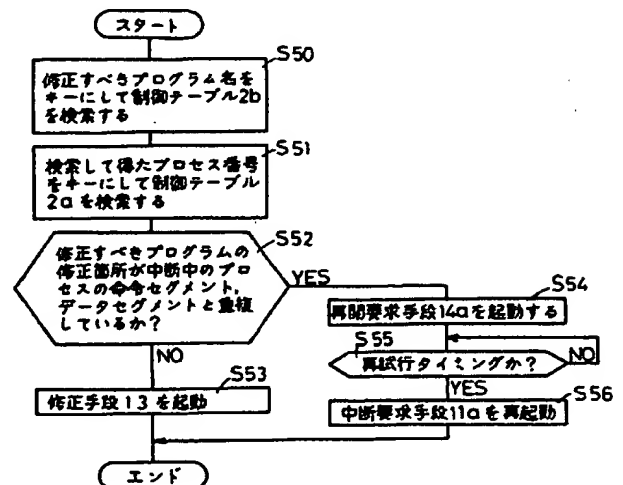 スタート
S50
修正すべきプログラム名を
キーにして制御テーブル2b
を検索する
S51
検索して得たプロセス番号
をキーにして制御テーブル
2aを検索する
S52
修正すべきプログラムの
修正箇所が中断中のプロ
セスの命令セグメント,
データセグメントと重複
しているか?
YES
S54
再開要求手段14aを起動する
S55
再試行タイミングか?
NO
NO
S53
YES
S56
修正手段13を起動
中断要求手段11aを再起動
エンド